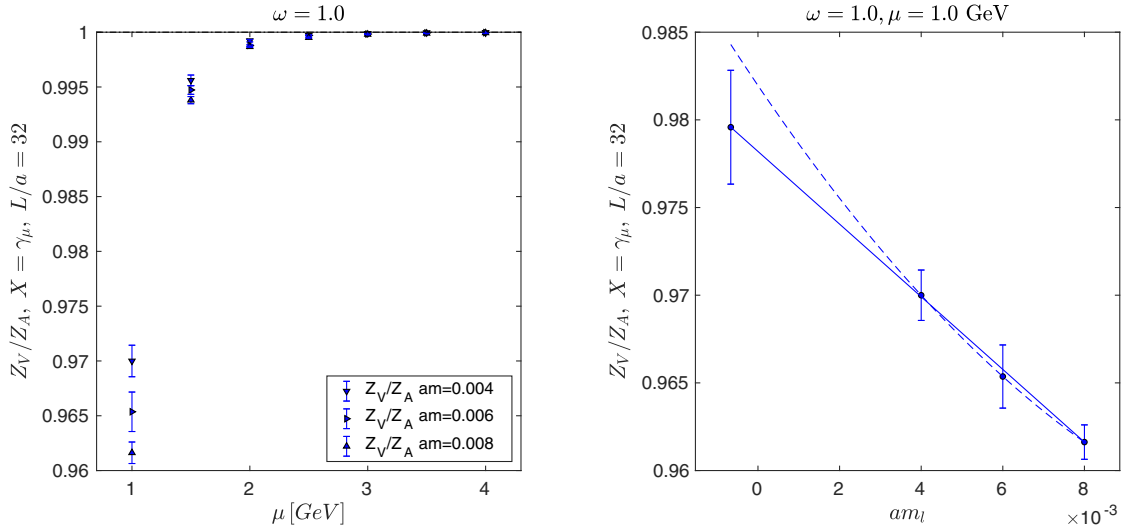 ω = 1.0
Z_V/Z_A, X = γ_μ, L/a = 32
1
0.995
0.99
0.985
0.98
0.975
0.97
0.965
0.96
Z_V/Z_A am=0.004
Z_V/Z_A am=0.006
Z_V/Z_A am=0.008
1
2
3
4
μ [GeV]
ω = 1.0, μ = 1.0 GeV
Z_V/Z_A, X = γ_μ, L/a = 32
0.985
0.98
0.975
0.97
0.965
0.96
0
2
4
6
8
×10⁻³
am_l